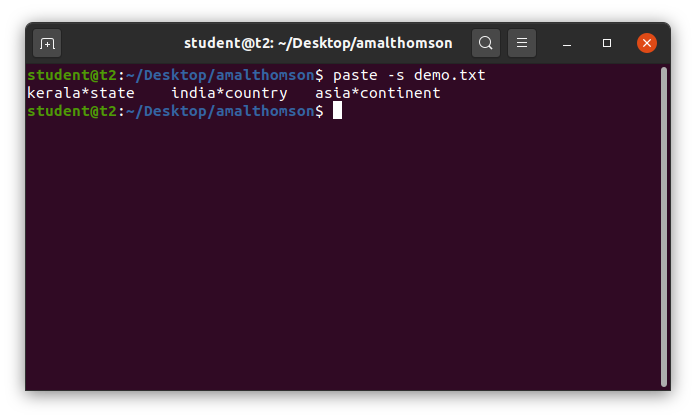 student@t2: ~/Desktop/amalthomson
student@t2:~/Desktop/amalthomson$ paste -s demo.txt
kerala*state    india*country   asia*continent
student@t2:~/Desktop/amalthomson$